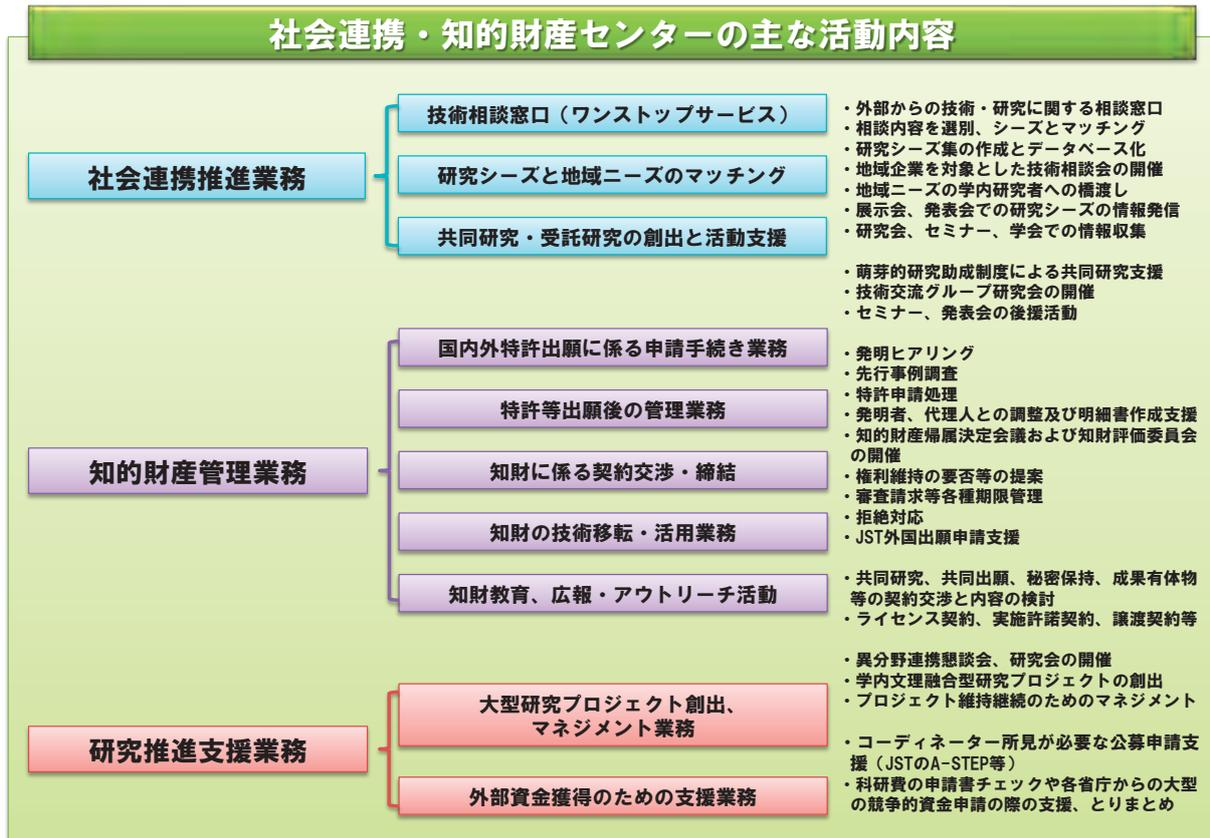 社会連携・知的財産センターの主な活動内容
社会連携推進業務
技術相談窓口（ワンストップサービス）
研究シーズと地域ニーズのマッチング
共同研究・受託研究の創出と活動支援
・外部からの技術・研究に関する相談窓口
・相談内容を選別、シーズとマッチング
・研究シーズ集の作成とデータベース化
・地域企業を対象とした技術相談会の開催
・地域ニーズの学内研究者への橋渡し
・展示会、発表会での研究シーズの情報発信
・研究会、セミナー、学会での情報収集
・萌芽的研究助成制度による共同研究支援
・技術交流グループ研究会の開催
・セミナー、発表会の後援活動
知的財産管理業務
国内外特許出願に係る申請手続き業務
特許等出願後の管理業務
知財に係る契約交渉・締結
知財の技術移転・活用業務
知財教育、広報・アウトリーチ活動
・発明ヒアリング
・先行事例調査
・特許申請処理
・発明者、代理人との調整及び明細書作成支援
・知的財産帰属決定会議および知財評価委員会
の開催
・権利維持の要否等の提案
・審査請求等各種期限管理
・拒絶対応
・JST外国出願申請支援
・共同研究、共同出願、秘密保持、成果有体物
等の契約交渉と内容の検討
・ライセンス契約、実施許諾契約、譲渡契約等
研究推進支援業務
大型研究プロジェクト創出、
マネジメント業務
外部資金獲得のための支援業務
・異分野連携懇談会、研究会の開催
・学内文理融合型研究プロジェクトの創出
・プロジェクト維持継続のためのマネジメント
・コーディネーター所見が必要な公募申請支
援（JSTのA-STEP等）
・科研費の申請書チェックや各省庁からの大型
の競争的資金申請の際の支援、とりまとめ